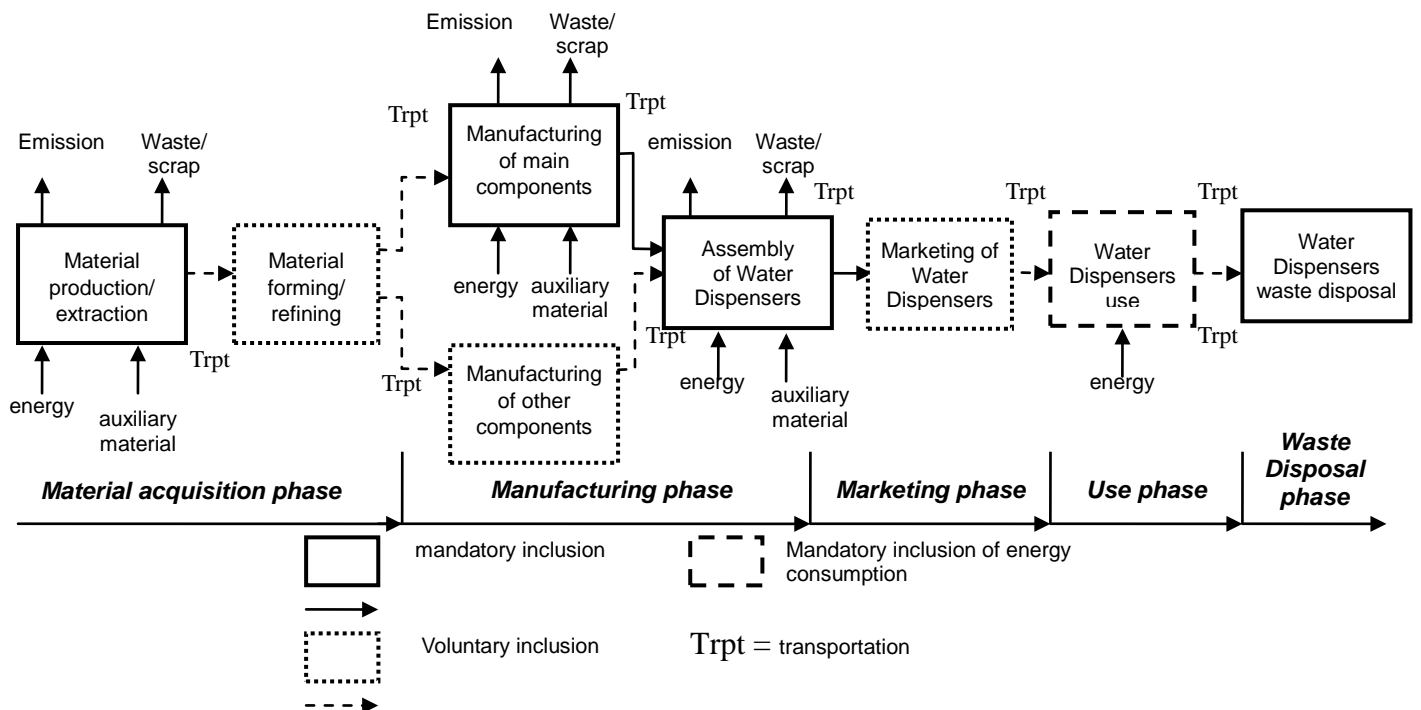 Emission
Waste/
scrap
Trpt
Trpt
Manufacturing
of main
components
energy
auxiliary
material
Emission
Waste/
scrap
Material
production/
extraction
energy
auxiliary
material
Trpt
Material
forming/
refining
Trpt
Manufacturing
of other
components
emission
Waste/
scrap
Trpt
Assembly
of Water
Dispensers
Trpt
energy
auxiliary
material
Marketing of
Water
Dispensers
Trpt
Water
Dispensers
use
energy
Trpt
Trpt
Water
Dispensers
waste disposal
Material acquisition phase
Manufacturing phase
Marketing phase
Use phase
Waste
Disposal
phase
mandatory inclusion
Mandatory inclusion of energy
consumption
Voluntary inclusion
Trpt = transportation